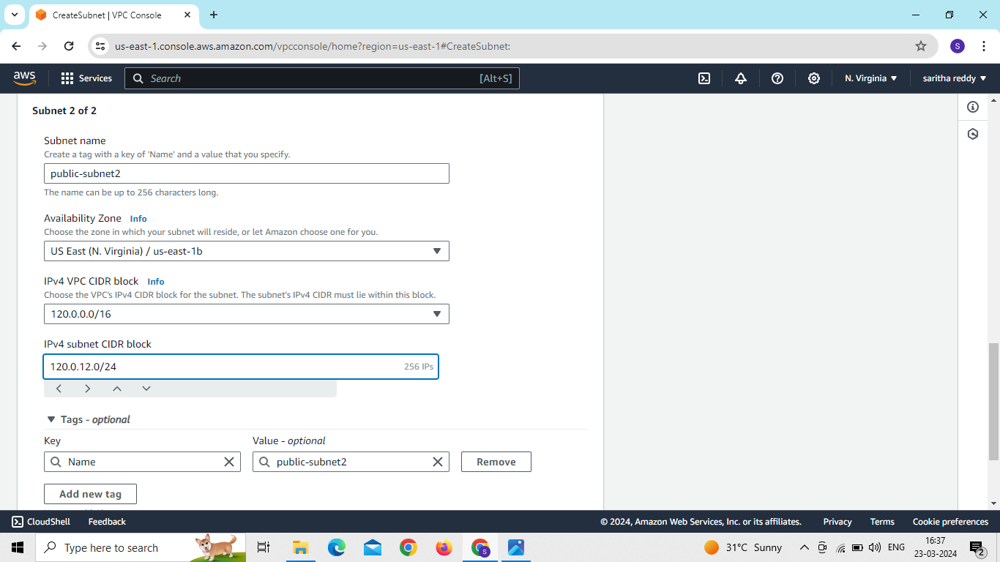 CreateSubnet | VPC Console
us-east-1.console.aws.amazon.com/vpcconsole/home?region=us-east-1#CreateSubnet:
S
aws
Services
Search
[Alt+S]
N. Virginia
saritha reddy
Subnet 2 of 2
Subnet name
Create a tag with a key of 'Name' and a value that you specify.
public-subnet2
The name can be up to 256 characters long.
Availability Zone Info
Choose the zone in which your subnet will reside, or let Amazon choose one for you.
US East (N. Virginia) / us-east-1b
IPv4 VPC CIDR block Info
Choose the VPC's IPv4 CIDR block for the subnet. The subnet's IPv4 CIDR must lie within this block.
120.0.0.0/16
IPv4 subnet CIDR block
120.0.12.0/24 256 IPs
Tags - optional
Key Value - optional
Name public-subnet2 Remove
Add new tag
CloudShell Feedback © 2024, Amazon Web Services, Inc. or its affiliates. Privacy Terms Cookie preferences
Type here to search
S
31°C Sunny
ENG
16:37
23-03-2024
2